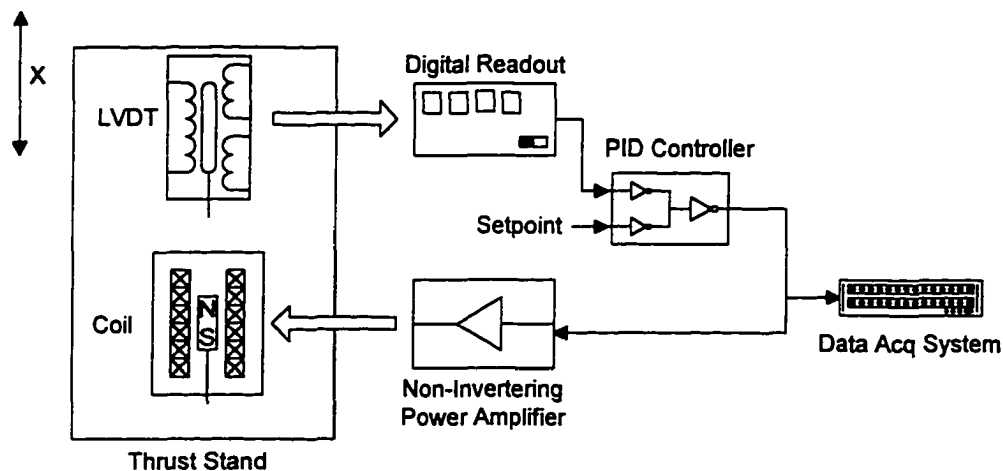 X
LVDT
Digital Readout
PID Controller
Setpoint
Coil
N
S
Non-Invertering
Power Amplifier
Data Acq System
Thrust Stand